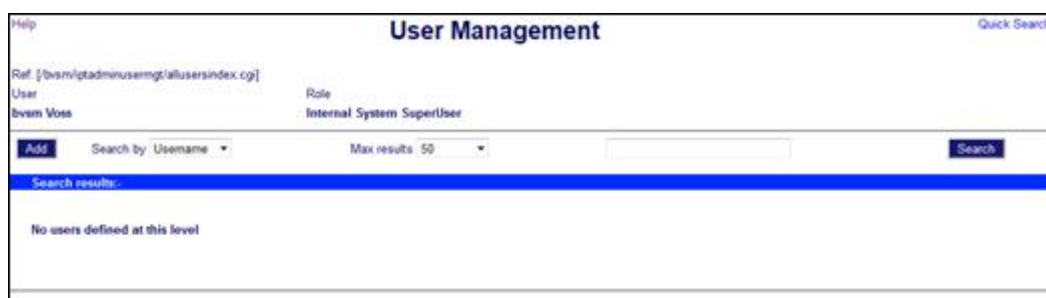 Help
User Management
Quick Search
Ref. [/bvsm/iptadminusermgt/allusersindex.cgi]
User Role
bvsm Voss Internal System SuperUser
Add Search by Username Max results 50 Search
Search results:-
No users defined at this level